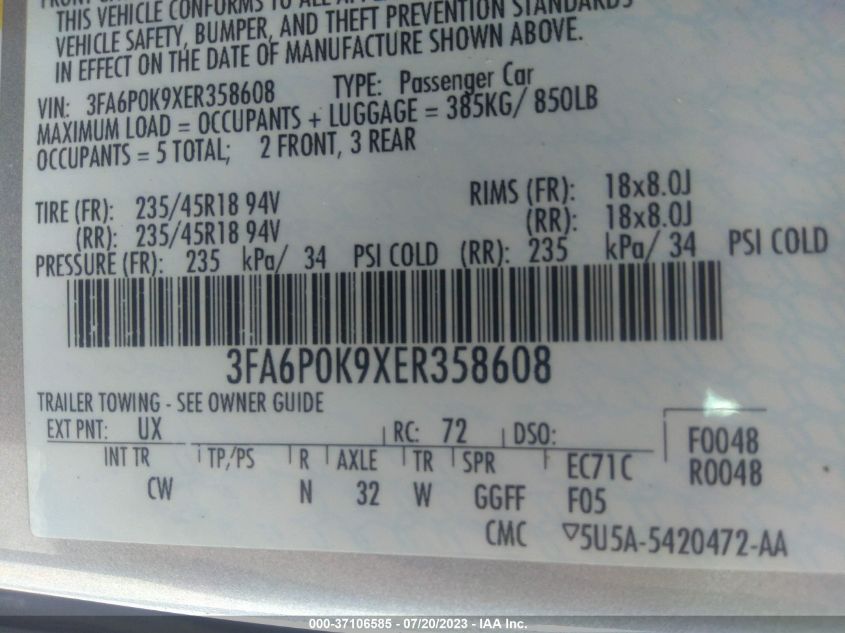 THIS VEHICLE CONFORMS TO ALL
VEHICLE SAFETY, BUMPER, AND THEFT PREVENTION STANDARDS
IN EFFECT ON THE DATE OF MANUFACTURE SHOWN ABOVE.
VIN: 3FA6P0K9XER358608 TYPE: Passenger Car
MAXIMUM LOAD = OCCUPANTS + LUGGAGE = 385KG/ 850LB
OCCUPANTS = 5 TOTAL; 2 FRONT, 3 REAR
TIRE (FR): 235/45R18 94V RIMS (FR): 18x8.0J
(RR): 235/45R18 94V (RR): 18x8.0J
PRESSURE (FR): 235 kPa/ 34 PSI COLD (RR): 235 kPa/ 34 PSI COLD
3FA6P0K9XER358608
TRAILER TOWING - SEE OWNER GUIDE
EXT PNT: UX RC: 72 DSO: F0048
INT TR TP/PS R AXLE TR SPR EC71C R0048
CW N 32 W GGFF F05
CMC ▽5U5A-5420472-AA
000-37106585 / 07/20/2023 - IAA Inc.